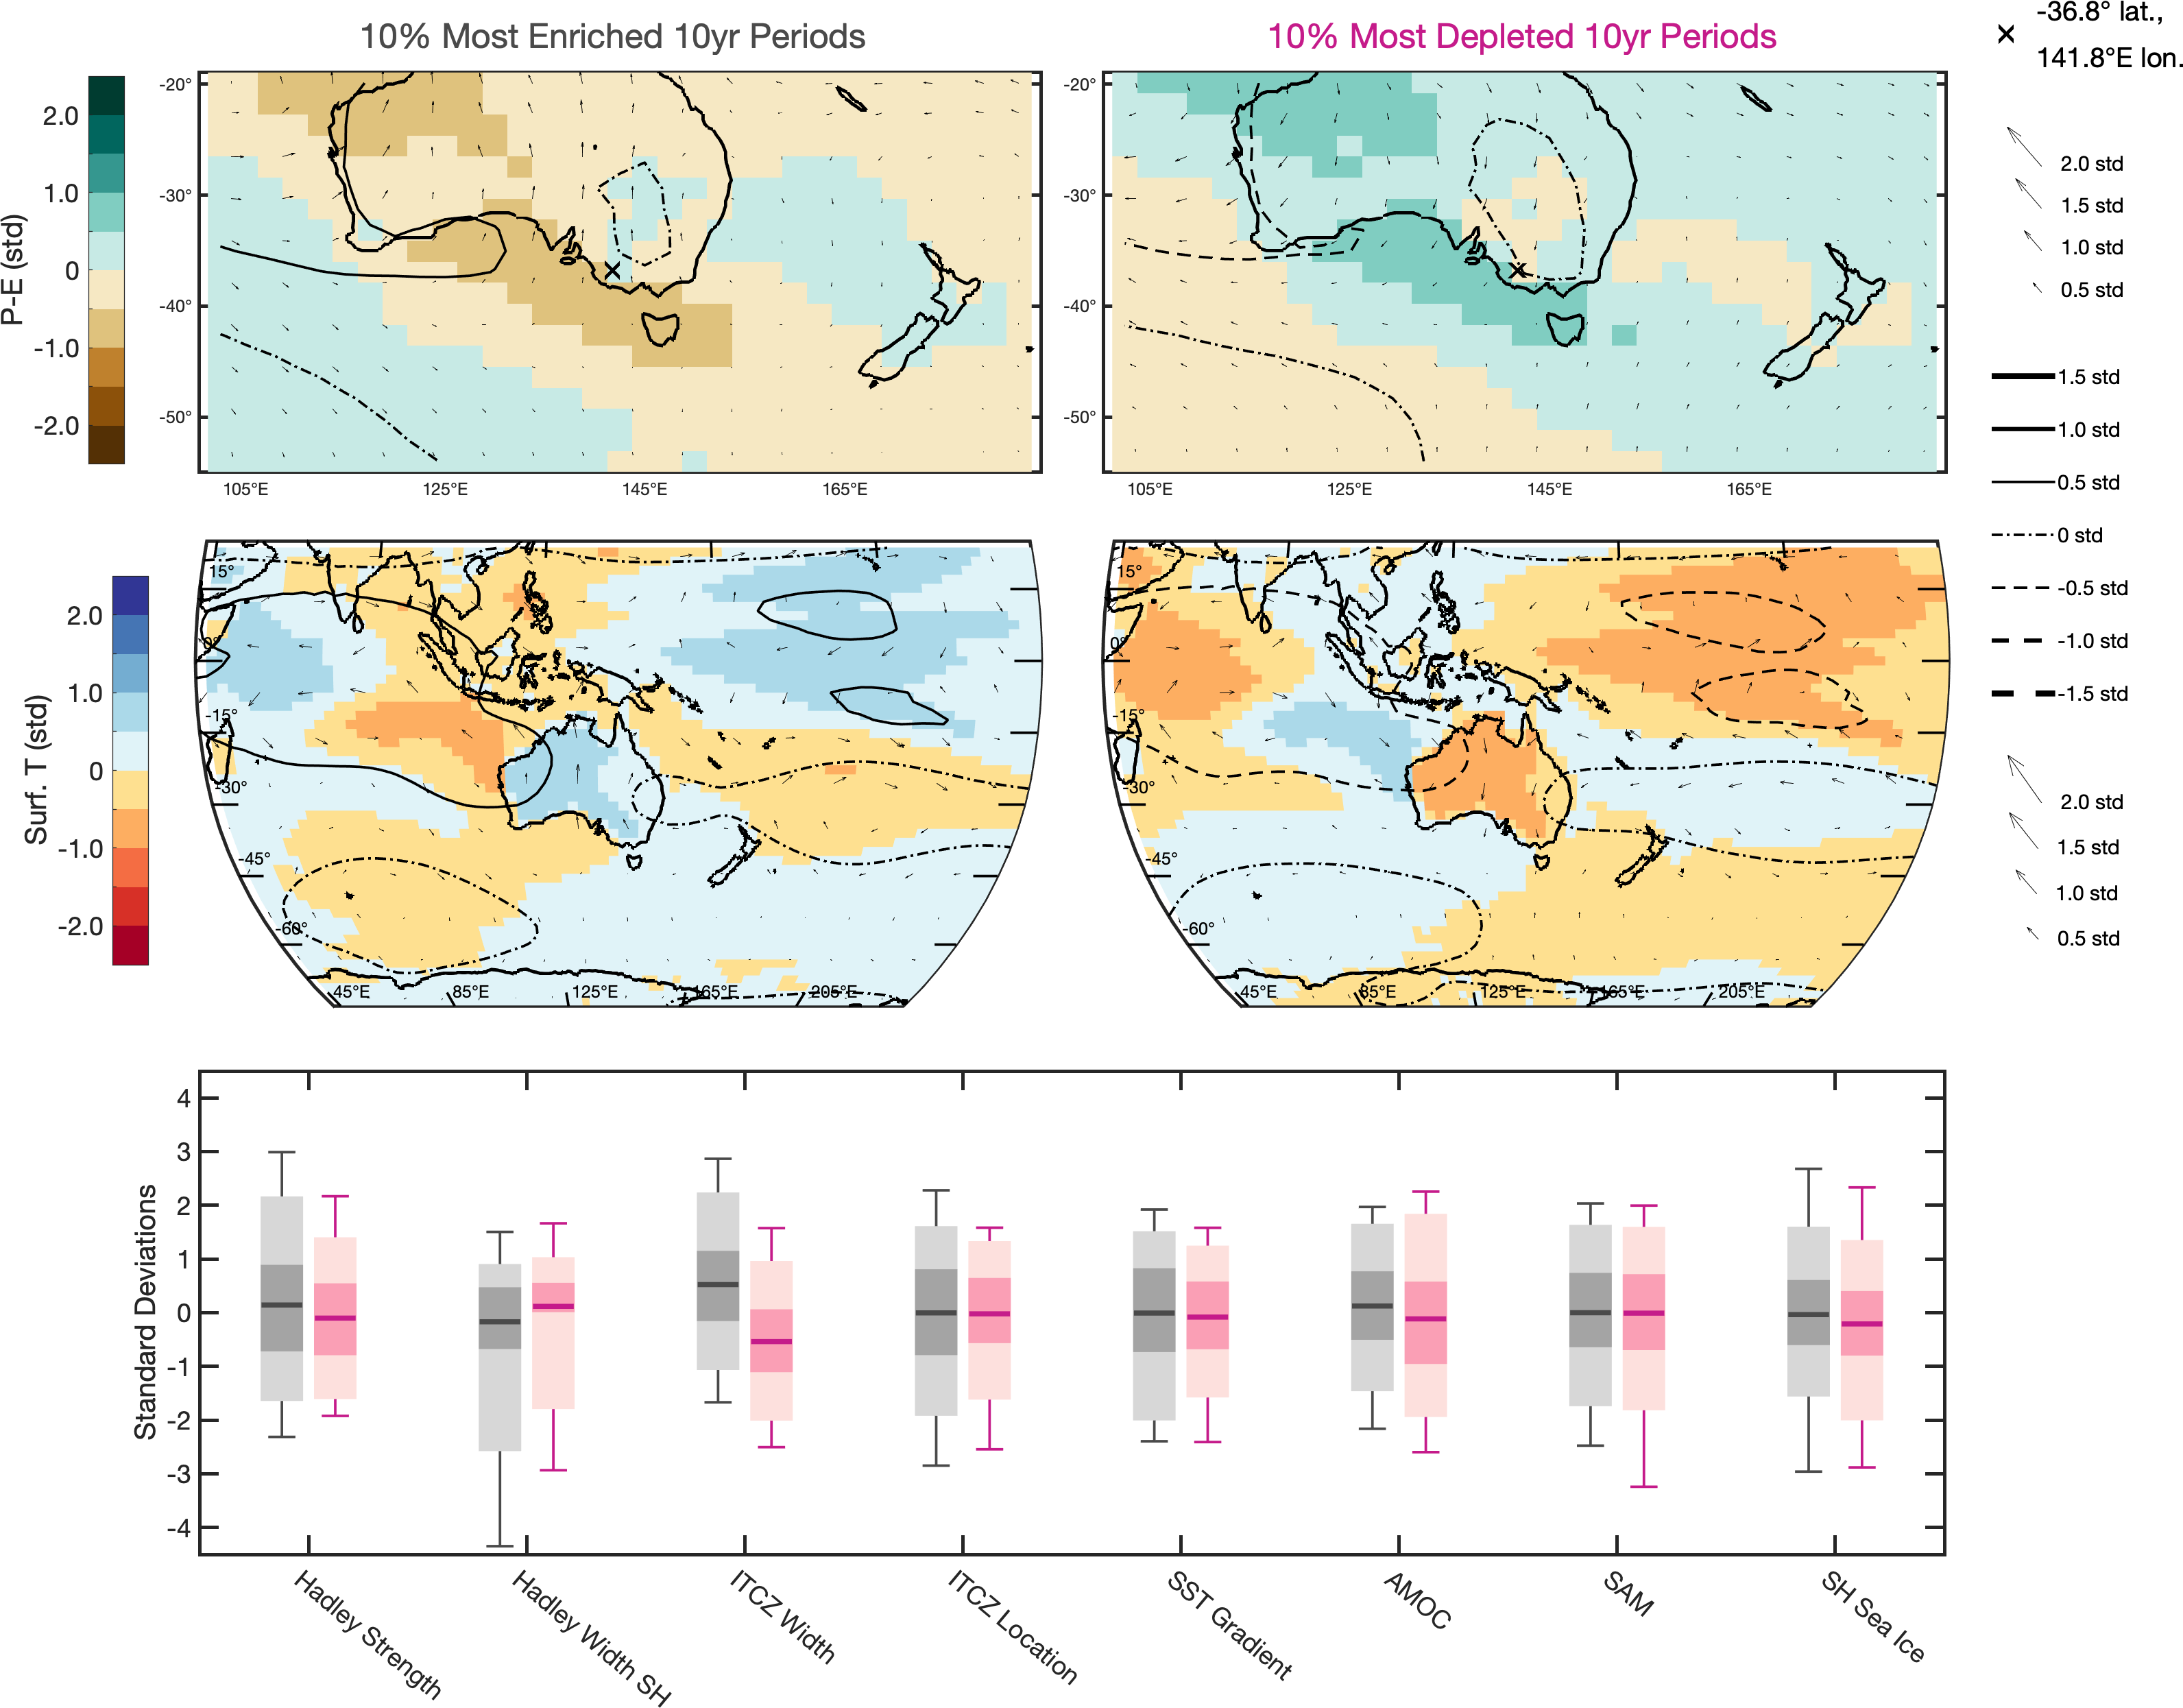 10% Most Enriched 10yr Periods
10% Most Depleted 10yr Periods
-36.8° lat.,
141.8°E lon.
P-E (std)
2.0
1.0
0
-1.0
-2.0
-20°
-30°
-40°
-50°
105°E 125°E 145°E 165°E
-20°
-30°
-40°
-50°
105°E 125°E 145°E 165°E
2.0 std
1.5 std
1.0 std
0.5 std
1.5 std
1.0 std
0.5 std
0 std
-0.5 std
-1.0 std
-1.5 std
Surf. T (std)
2.0
1.0
0
-1.0
-2.0
15°
0°
-15°
-30°
-45°
-60°
45°E 85°E 125°E 165°E 205°E
15°
0°
-15°
-30°
-45°
-60°
45°E 85°E 125°E 165°E 205°E
2.0 std
1.5 std
1.0 std
0.5 std
Standard Deviations
4
3
2
1
0
-1
-2
-3
-4
Hadley Strength
Hadley Width SH
ITCZ Width
ITCZ Location
SST Gradient
AMOC
SAM
SH Sea Ice